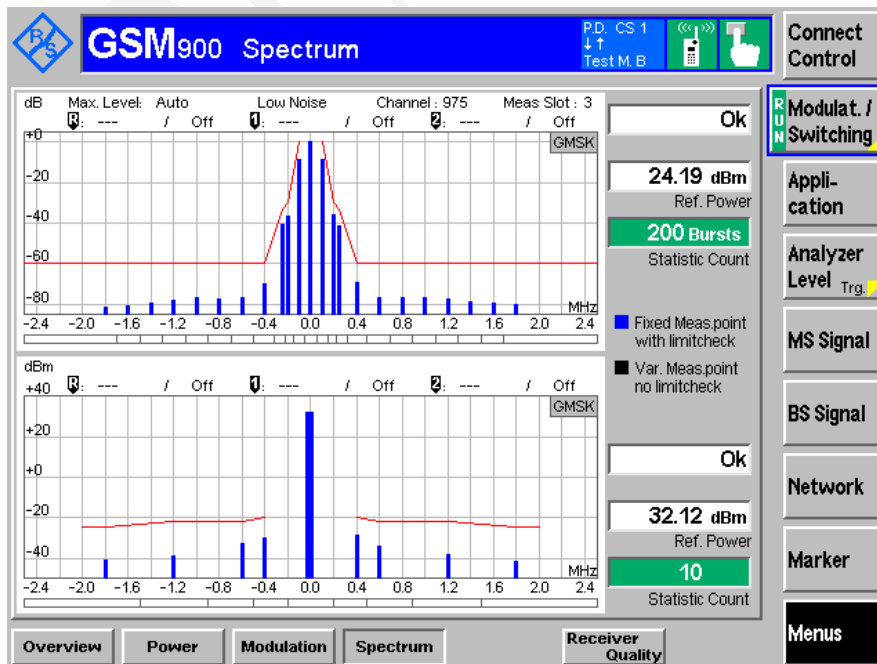 R S
GSM900 Spectrum
P.D. CS 1
↓↑
Test M. B
Connect
Control
dB Max. Level: Auto Low Noise Channel : 975 Meas Slot : 3
R: --- / Off 1: --- / Off 2: --- / Off
+0
GMSK
-20
-40
-60
-80
MHz
-2.4 -2.0 -1.6 -1.2 -0.8 -0.4 0.0 0.4 0.8 1.2 1.6 2.0 2.4
Ok
24.19 dBm
Ref. Power
200 Bursts
Statistic Count
Fixed Meas.point
with limitcheck
Var. Meas.point
no limitcheck
dBm
R: --- / Off 1: --- / Off 2: --- / Off
+40
GMSK
+20
+0
-20
-40
MHz
-2.4 -2.0 -1.6 -1.2 -0.8 -0.4 0.0 0.4 0.8 1.2 1.6 2.0 2.4
Ok
32.12 dBm
Ref. Power
10
Statistic Count
RUN
Modulat. /
Switching
Appli-
cation
Analyzer
Level Trg.
MS Signal
BS Signal
Network
Marker
Menus
Overview Power Modulation Spectrum Receiver
Quality